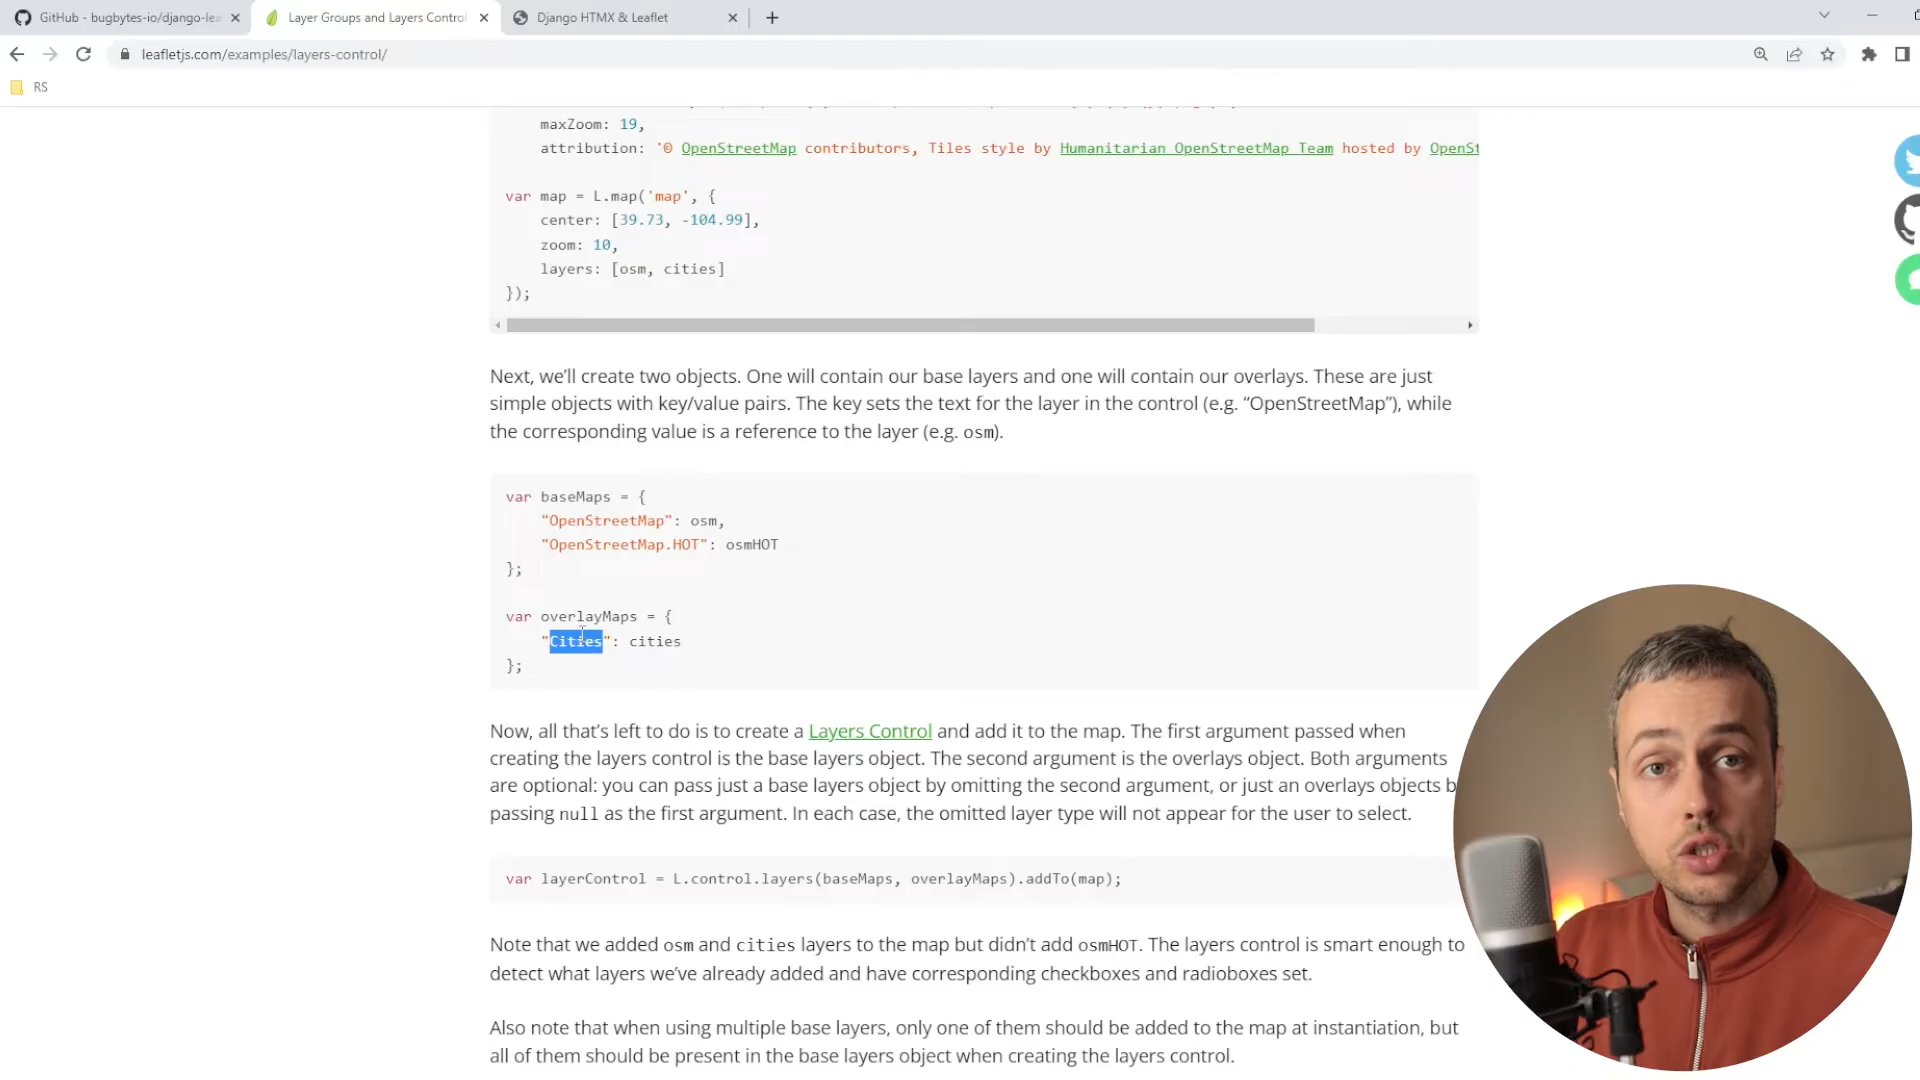 GitHub - bugbytes-io/django-lea
Layer Groups and Layers Control
Django HTMX & Leaflet
leafletjs.com/examples/layers-control/
RS
maxZoom: 19,
attribution: '© OpenStreetMap contributors, Tiles style by Humanitarian OpenStreetMap Team hosted by OpenSt
var map = L.map('map', {
center: [39.73, -104.99],
zoom: 10,
layers: [osm, cities]
});
Next, we'll create two objects. One will contain our base layers and one will contain our overlays. These are just
simple objects with key/value pairs. The key sets the text for the layer in the control (e.g. “OpenStreetMap”), while
the corresponding value is a reference to the layer (e.g. osm).
var baseMaps = {
"OpenStreetMap": osm,
"OpenStreetMap.HOT": osmHOT
};
var overlayMaps = {
"Cities": cities
};
Now, all that's left to do is to create a Layers Control and add it to the map. The first argument passed when
creating the layers control is the base layers object. The second argument is the overlays object. Both arguments
are optional: you can pass just a base layers object by omitting the second argument, or just an overlays objects b
passing null as the first argument. In each case, the omitted layer type will not appear for the user to select.
var layerControl = L.control.layers(baseMaps, overlayMaps).addTo(map);
Note that we added osm and cities layers to the map but didn't add osmHOT. The layers control is smart enough to
detect what layers we've already added and have corresponding checkboxes and radioboxes set.
Also note that when using multiple base layers, only one of them should be added to the map at instantiation, but
all of them should be present in the base layers object when creating the layers control.